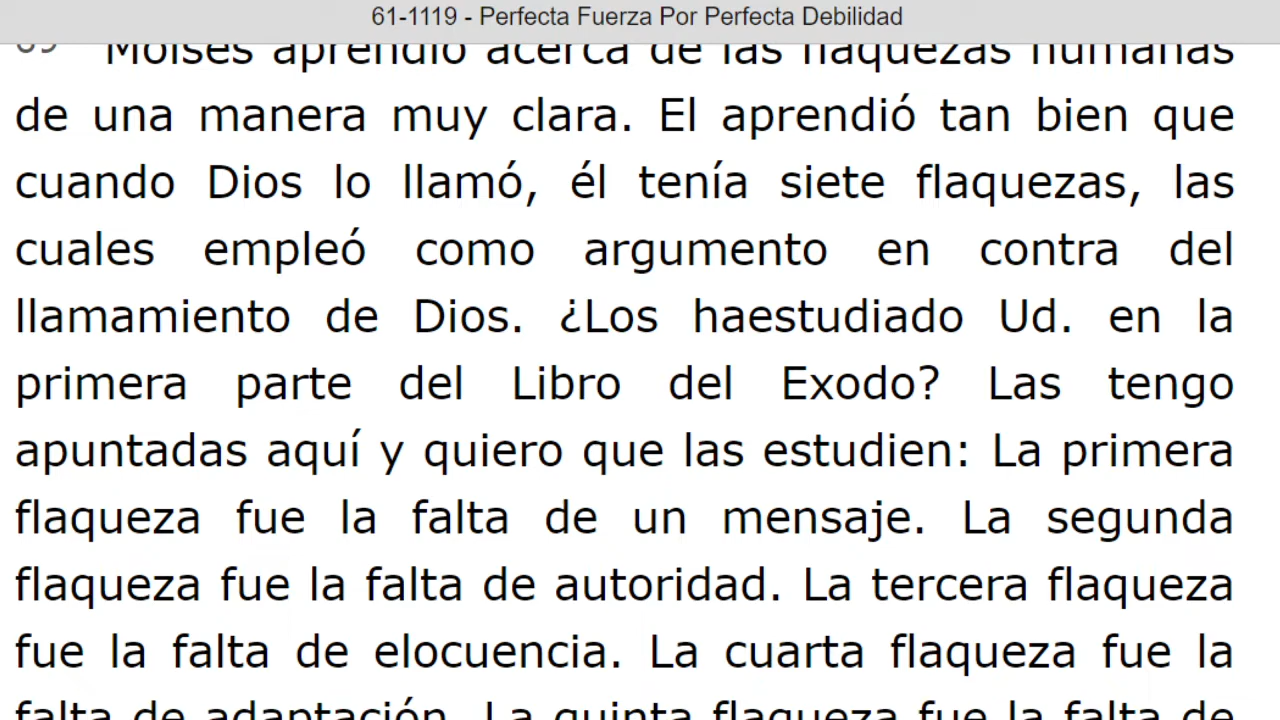 61-1119 - Perfecta Fuerza Por Perfecta Debilidad
Moisés aprendió acerca de las flaquezas humanas
de una manera muy clara. El aprendió tan bien que
cuando Dios lo llamó, él tenía siete flaquezas, las
cuales empleó como argumento en contra del
llamamiento de Dios. ¿Los haestudiado Ud. en la
primera parte del Libro del Exodo? Las tengo
apuntadas aquí y quiero que las estudien: La primera
flaqueza fue la falta de un mensaje. La segunda
flaqueza fue la falta de autoridad. La tercera flaqueza
fue la falta de elocuencia. La cuarta flaqueza fue la
falta de adaptación. La quinta flaqueza fue la falta de